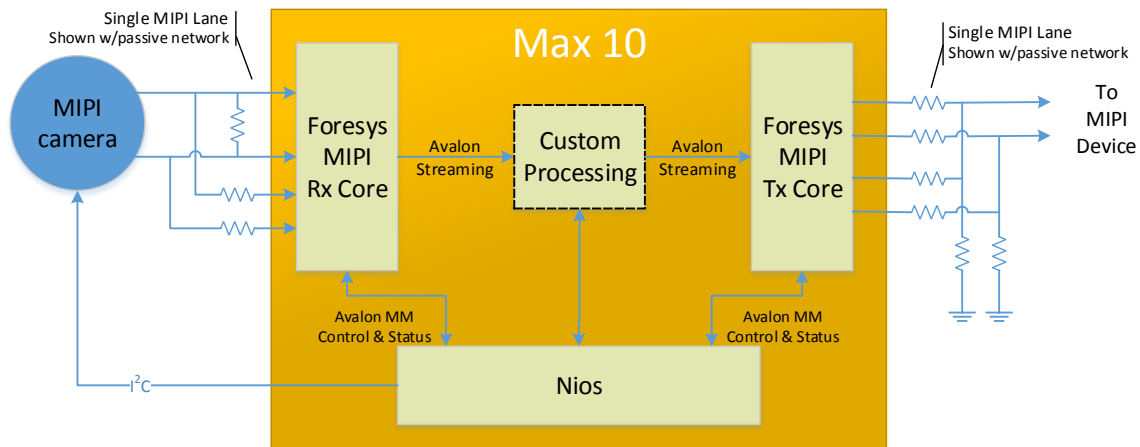 Single MIPI Lane
Shown w/passive network
Max 10
Single MIPI Lane
Shown w/passive network
MIPI
camera
Foresys
MIPI
Rx Core
Avalon
Streaming
Custom
Processing
Avalon
Streaming
Foresys
MIPI
Tx Core
To
MIPI
Device
Avalon MM
Control & Status
Avalon MM
Control & Status
Nios
I²C